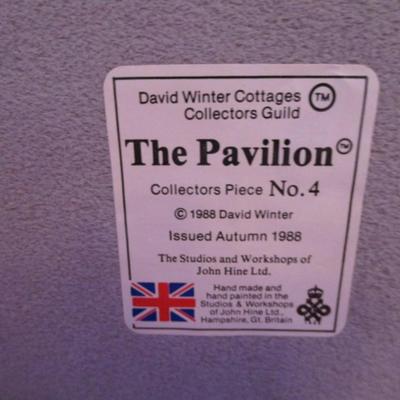 David Winter Cottages TM
Collectors Guild
The Pavilion
Collectors Piece No.4
© 1988 David Winter
Issued Autumn 1988
The Studios and Workshops of
John Hine Ltd.
Hand made and
hand painted in the
Studios & Workshops
of John Hine Ltd.,
Hampshire, Gt. Britain